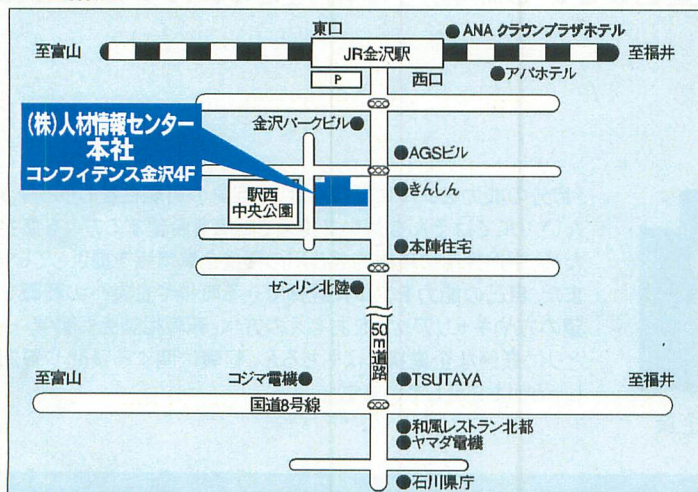 東口
ANA クラウンプラザホテル
至富山
JR金沢駅
至福井
P
西口
アパホテル
金沢パークビル
(株)人材情報センター
本社
コンフィデンス金沢4F
AGSビル
駅西
中央公園
きんしん
本陣住宅
ゼンリン北陸
50m道路
至富山
コジマ電機
TSUTAYA
至福井
国道8号線
和風レストラン北都
ヤマダ電機
石川県庁